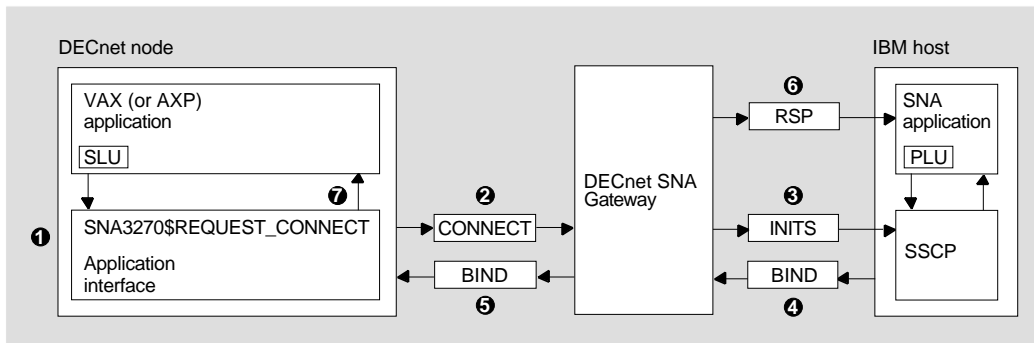 DECnet node
IBM host
VAX (or AXP)
application
SLU
❼
❶
SNA3270$REQUEST_CONNECT
Application
interface
❷
CONNECT
BIND
❺
DECnet SNA
Gateway
❻
RSP
❸
INITS
BIND
❹
SNA
application
PLU
SSCP